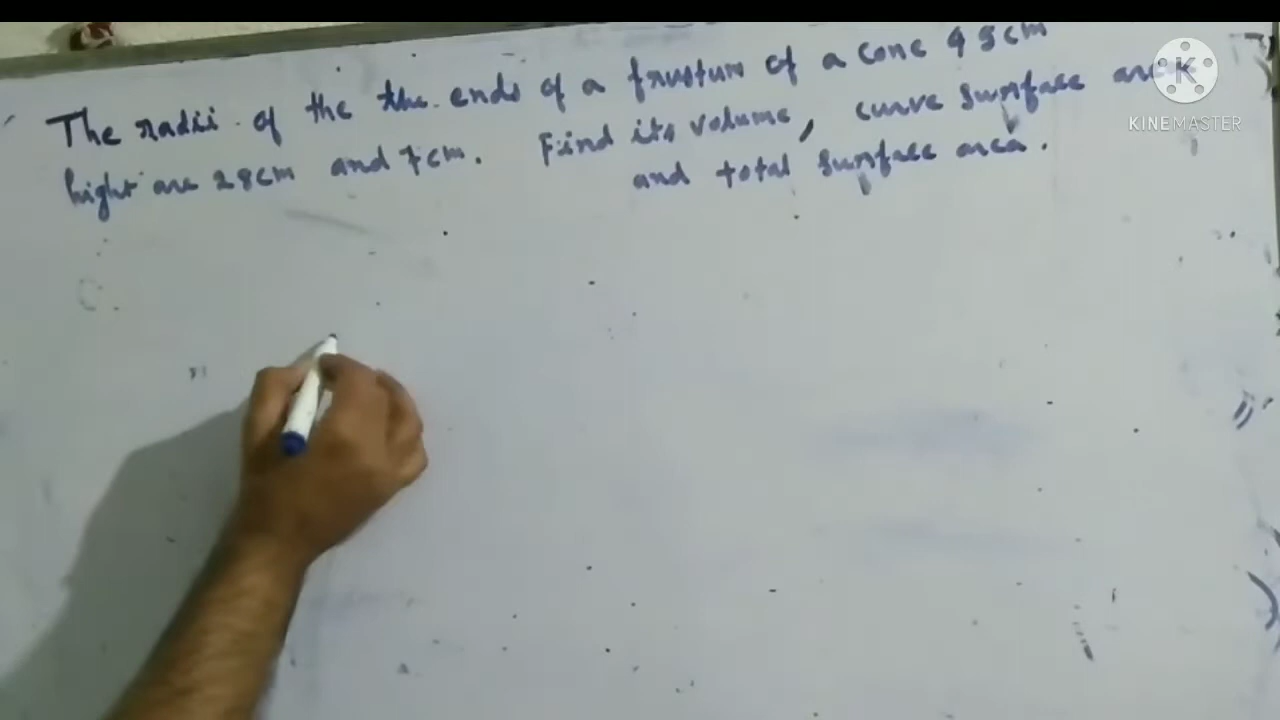 The radii of the the ends of a frustum of a cone 45cm
hight are 28cm and 7cm. Find its volume, curve surface area
and total surface area.
K
KINEMASTER